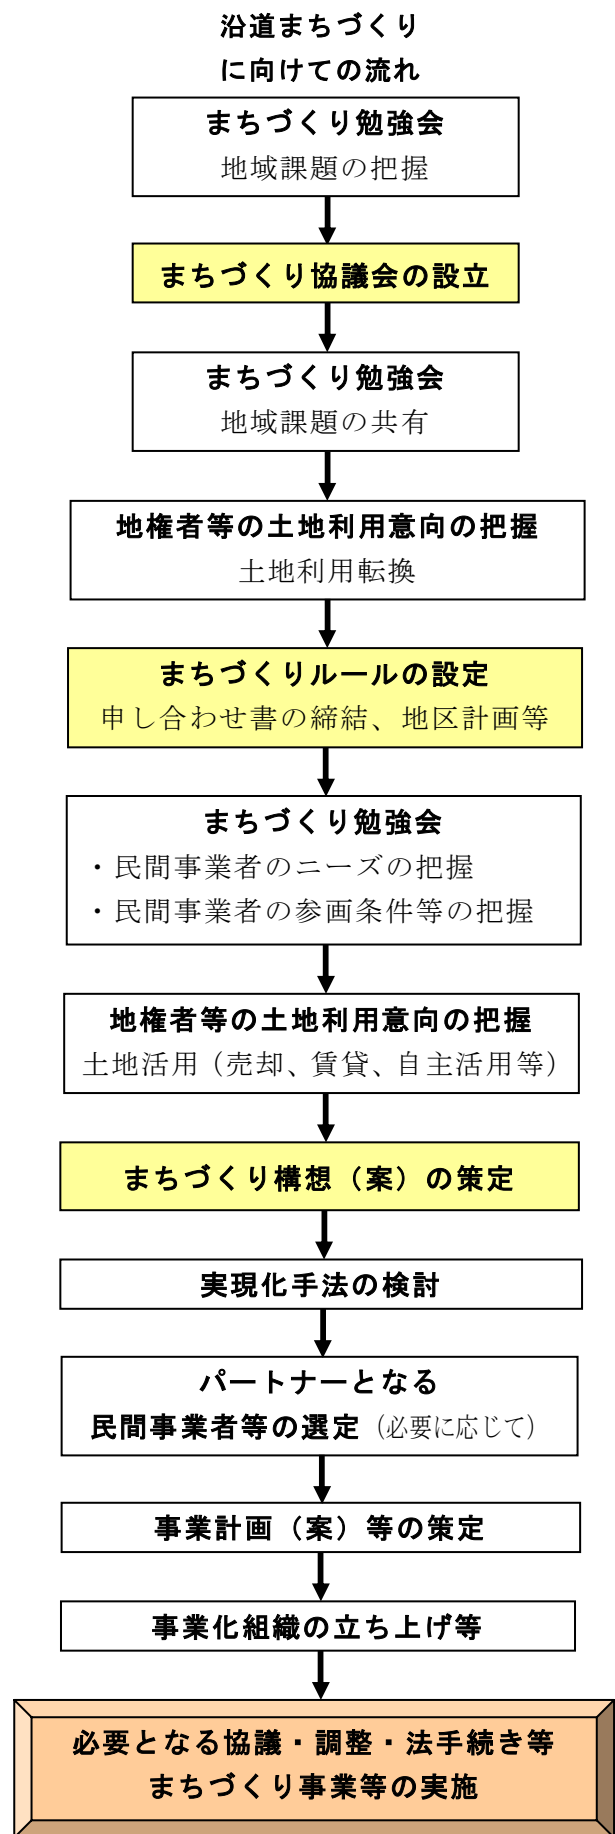 沿道まちづくり
に向けての流れ
まちづくり勉強会
地域課題の把握
まちづくり協議会の設立
まちづくり勉強会
地域課題の共有
地権者等の土地利用意向の把握
土地利用転換
まちづくりルールの設定
申し合わせ書の締結、地区計画等
まちづくり勉強会
・民間事業者のニーズの把握
・民間事業者の参画条件等の把握
地権者等の土地利用意向の把握
土地活用（売却、賃貸、自主活用等）
まちづくり構想（案）の策定
実現化手法の検討
パートナーとなる
民間事業者等の選定（必要に応じて）
事業計画（案）等の策定
事業化組織の立ち上げ等
必要となる協議・調整・法手続き等
まちづくり事業等の実施